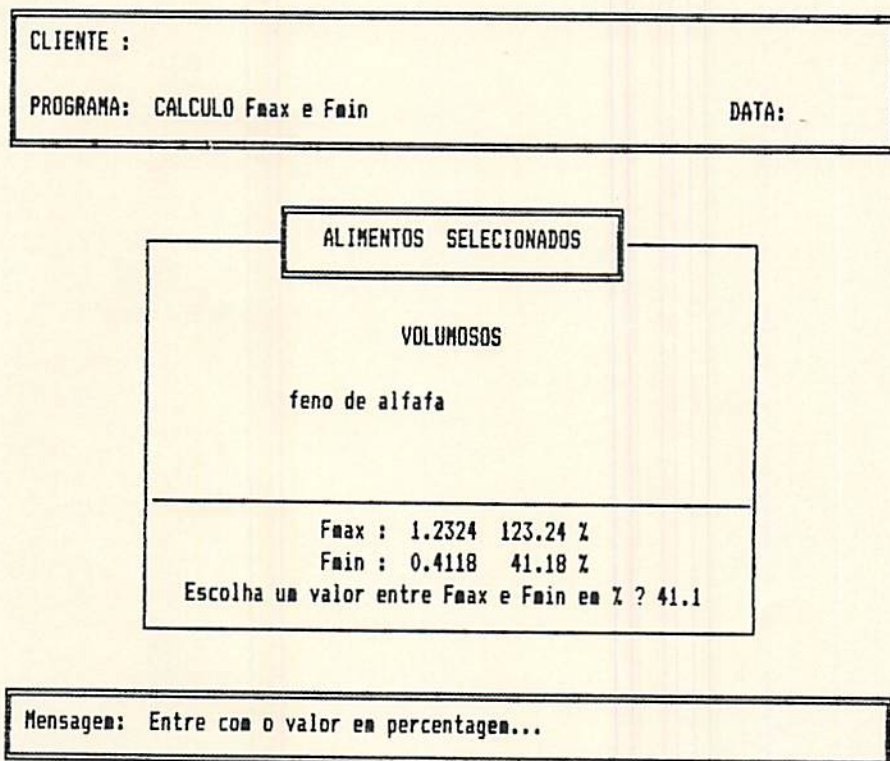 CLIENTE :
PROGRAMA: CALCULO Fmax e Fmin DATA:
ALIMENTOS SELECIONADOS
VOLUMOSOS
feno de alfafa
Fmax : 1.2324 123.24 %
Fmin : 0.4118 41.18 %
Escolha um valor entre Fmax e Fmin em % ? 41.1
Mensagem: Entre com o valor em percentagem...